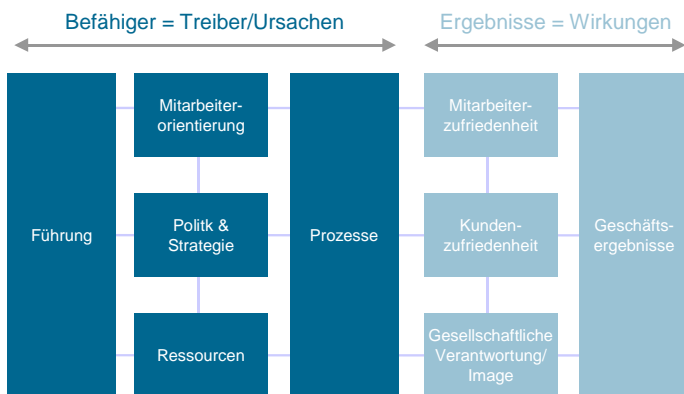 Befähiger = Treiber/Ursachen
Ergebnisse = Wirkungen
Führung
Mitarbeiter-
orientierung
Politk &
Strategie
Ressourcen
Prozesse
Mitarbeiter-
zufriedenheit
Kunden-
zufriedenheit
Gesellschaftliche
Verantwortung/
Image
Geschäfts-
ergebnisse